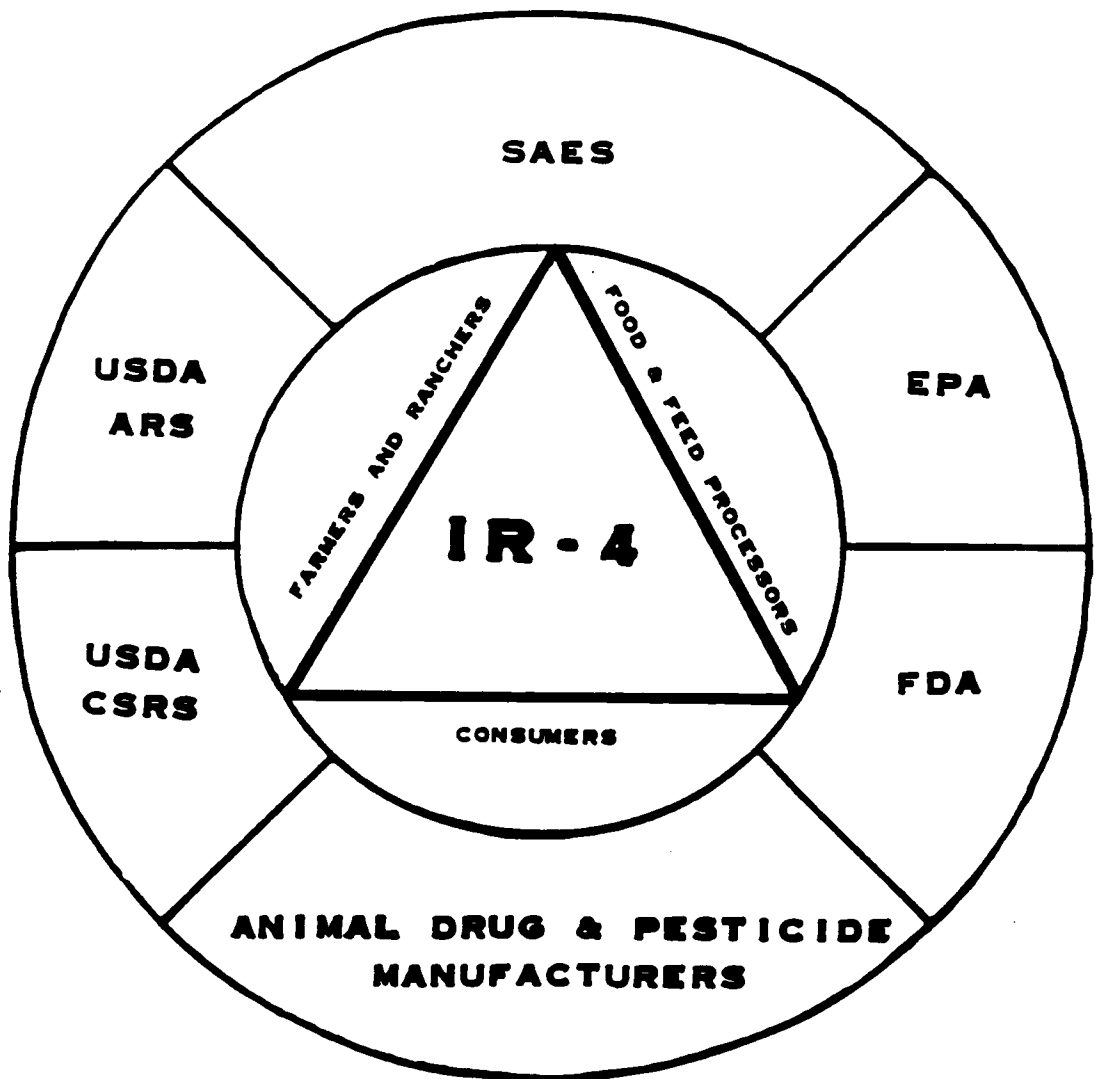 SAES
USDA
ARS
EPA
FARMERS AND RANCHERS
FOOD & FEED PROCESSORS
IR-4
USDA
CSRS
FDA
CONSUMERS
ANIMAL DRUG & PESTICIDE
MANUFACTURERS